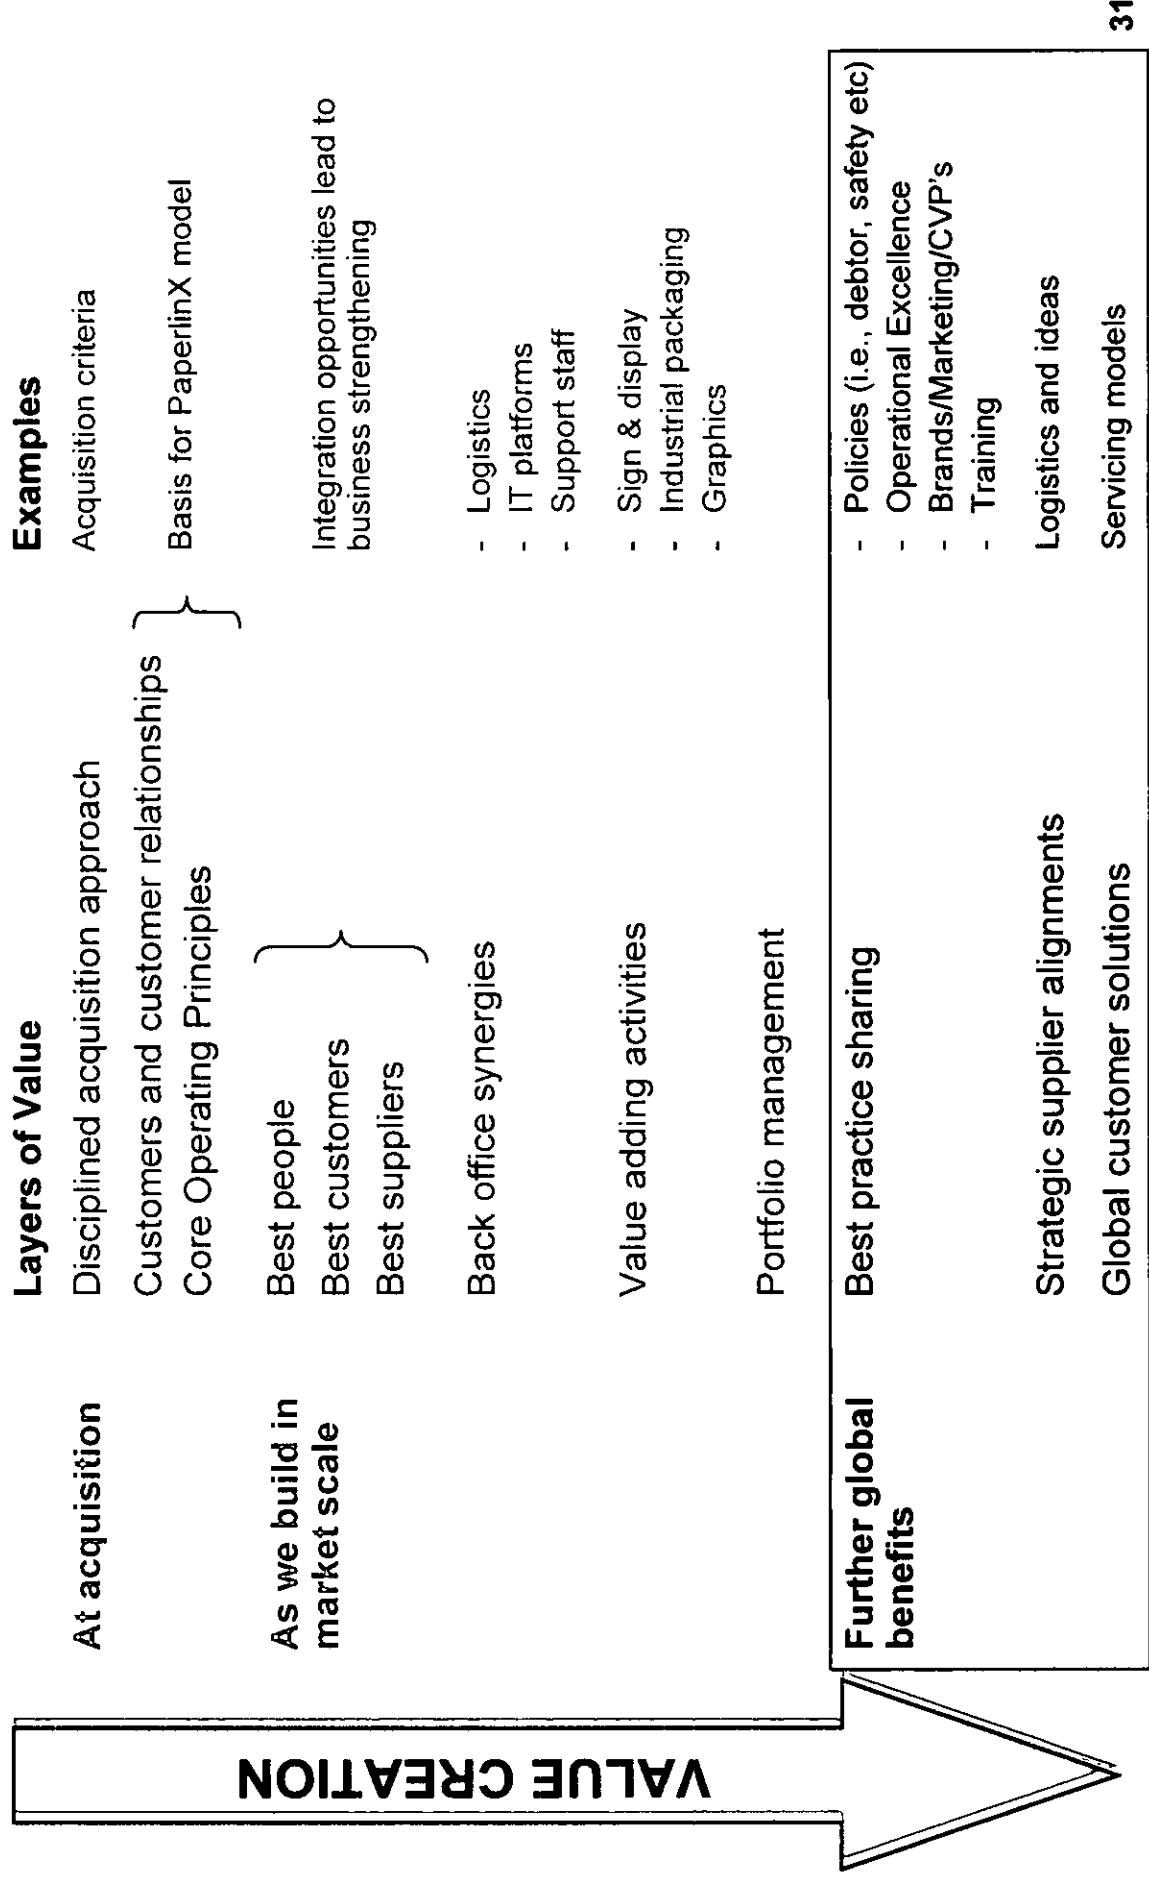 Layers of Value
Examples
At acquisition
Disciplined acquisition approach
Acquisition criteria
Customers and customer relationships
Core Operating Principles
Basis for PaperlinX model
As we build in
market scale
Best people
Best customers
Best suppliers
Integration opportunities lead to
business strengthening
Back office synergies
- Logistics
- IT platforms
- Support staff
Value adding activities
- Sign & display
- Industrial packaging
- Graphics
Portfolio management
Further global
benefits
Best practice sharing
- Policies (i.e., debtor, safety etc)
- Operational Excellence
- Brands/Marketing/CVP's
- Training
Strategic supplier alignments
Logistics and ideas
Global customer solutions
Servicing models
VALUE CREATION
31